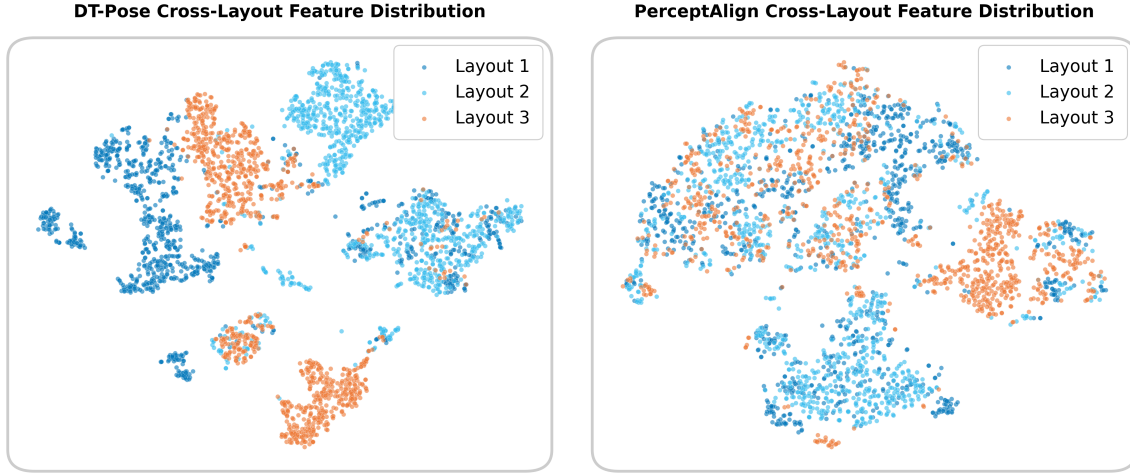 DT-Pose Cross-Layout Feature Distribution
Layout 1
Layout 2
Layout 3
PerceptAlign Cross-Layout Feature Distribution
Layout 1
Layout 2
Layout 3